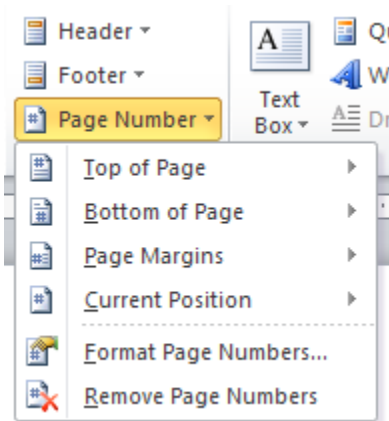 Header
Footer
Page Number
A
Text
Box
A
Top of Page
Bottom of Page
Page Margins
Current Position
Format Page Numbers...
Remove Page Numbers